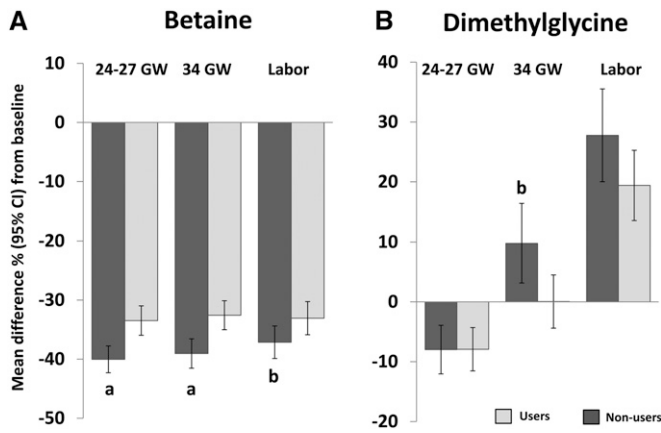 A
Betaine
Mean difference % (95% CI) from baseline
10
0
-10
-20
-30
-40
-50
24-27 GW 34 GW Labor
a a b
B
Dimethylglycine
40
30
20
10
0
-10
-20
24-27 GW 34 GW Labor
b
Users Non-users